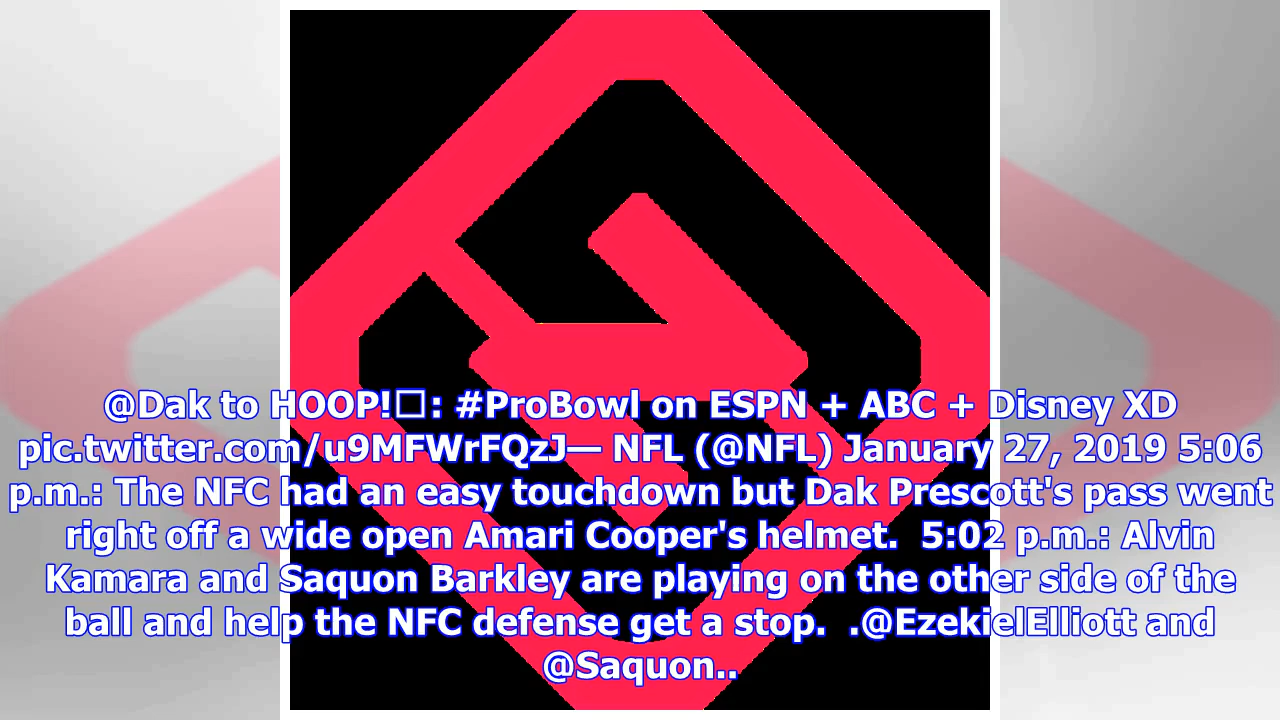 @Dak to HOOP!□: #ProBowl on ESPN + ABC + Disney XD
pic.twitter.com/u9MFWrFQzJ— NFL (@NFL) January 27, 2019 5:06
p.m.: The NFC had an easy touchdown but Dak Prescott's pass went
right off a wide open Amari Cooper's helmet.  5:02 p.m.: Alvin
Kamara and Saquon Barkley are playing on the other side of the
ball and help the NFC defense get a stop.  .@EzekielElliott and
@Saquon..